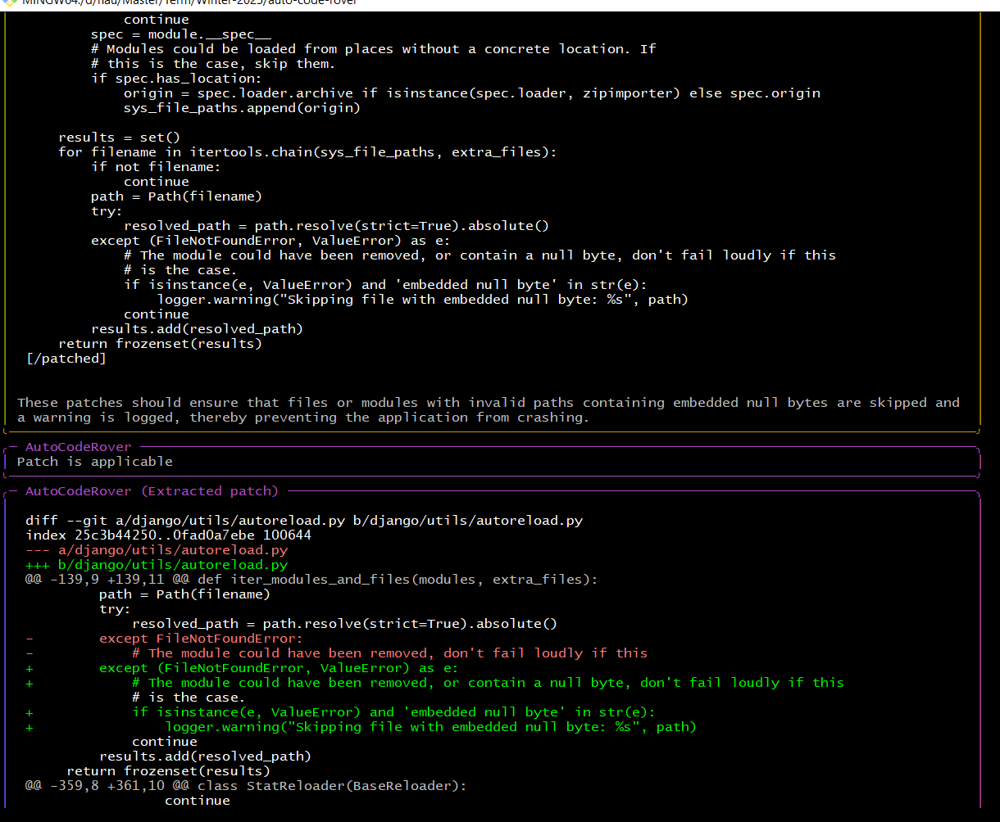 MINGW64:/d/hau/Master/Term/Winter-2025/auto-code-rover
            continue
        spec = module.__spec__
        # Modules could be loaded from places without a concrete location. If
        # this is the case, skip them.
        if spec.has_location:
            origin = spec.loader.archive if isinstance(spec.loader, zipimporter) else spec.origin
            sys_file_paths.append(origin)
    results = set()
    for filename in itertools.chain(sys_file_paths, extra_files):
        if not filename:
            continue
        path = Path(filename)
        try:
            resolved_path = path.resolve(strict=True).absolute()
        except (FileNotFoundError, ValueError) as e:
            # The module could have been removed, or contain a null byte, don't fail loudly if this
            # is the case.
            if isinstance(e, ValueError) and 'embedded null byte' in str(e):
                logger.warning("Skipping file with embedded null byte: %s", path)
            continue
        results.add(resolved_path)
    return frozenset(results)
[/patched]
These patches should ensure that files or modules with invalid paths containing embedded null bytes are skipped and
a warning is logged, thereby preventing the application from crashing.
AutoCodeRover
Patch is applicable
AutoCodeRover (Extracted patch)
diff --git a/django/utils/autoreload.py b/django/utils/autoreload.py
index 25c3b44250..0fad0a7ebe 100644
--- a/django/utils/autoreload.py
+++ b/django/utils/autoreload.py
@@ -139,9 +139,11 @@ def iter_modules_and_files(modules, extra_files):
         path = Path(filename)
         try:
             resolved_path = path.resolve(strict=True).absolute()
-        except FileNotFoundError:
-            # The module could have been removed, don't fail loudly if this
+        except (FileNotFoundError, ValueError) as e:
+            # The module could have been removed, or contain a null byte, don't fail loudly if this
             # is the case.
+            if isinstance(e, ValueError) and 'embedded null byte' in str(e):
+                logger.warning("Skipping file with embedded null byte: %s", path)
             continue
         results.add(resolved_path)
     return frozenset(results)
@@ -359,8 +361,10 @@ class StatReloader(BaseReloader):
                 continue